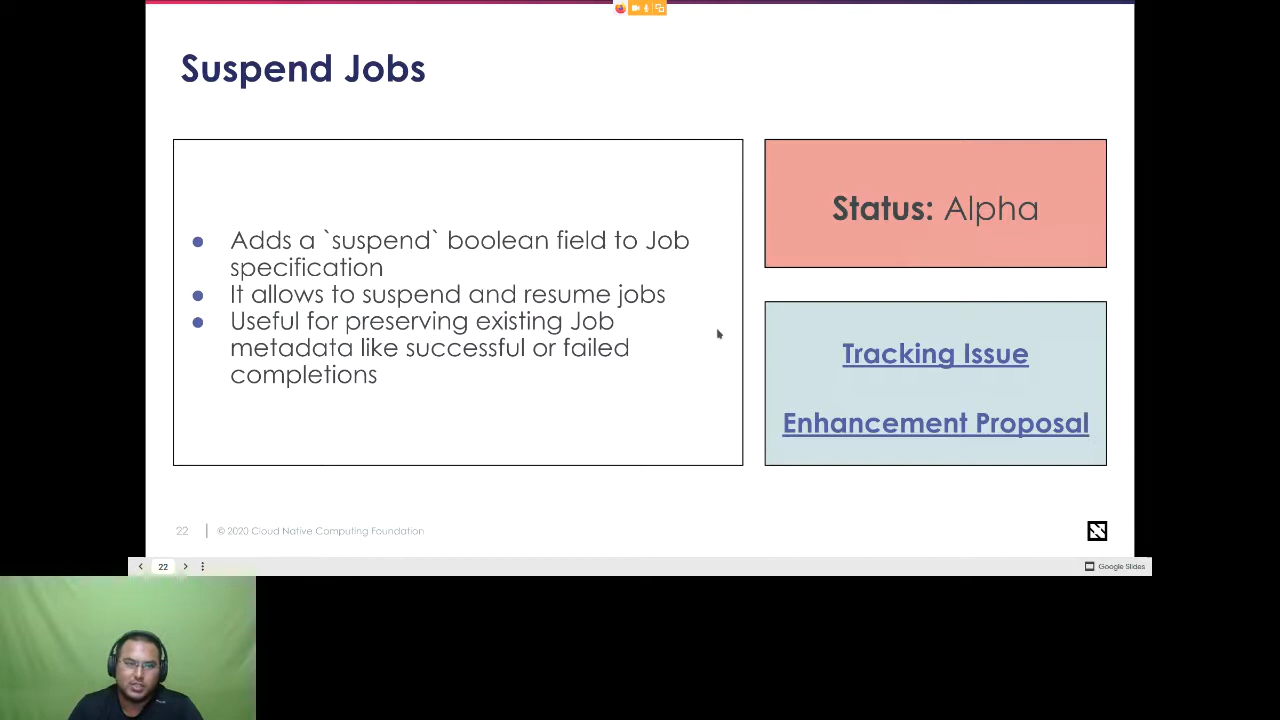 Suspend Jobs
● Adds a `suspend` boolean field to Job
specification
● It allows to suspend and resume jobs
● Useful for preserving existing Job
metadata like successful or failed
completions
Status: Alpha
Tracking Issue
Enhancement Proposal
22 | © 2020 Cloud Native Computing Foundation
22
Google Slides